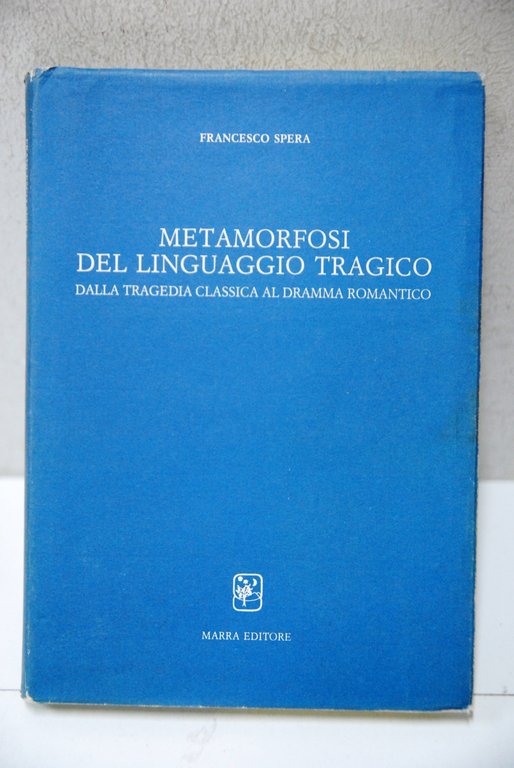 FRANCESCO SPERA
METAMORFOSI
DEL LINGUAGGIO TRAGICO
DALLA TRAGEDIA CLASSICA AL DRAMMA ROMANTICO
MARRA EDITORE